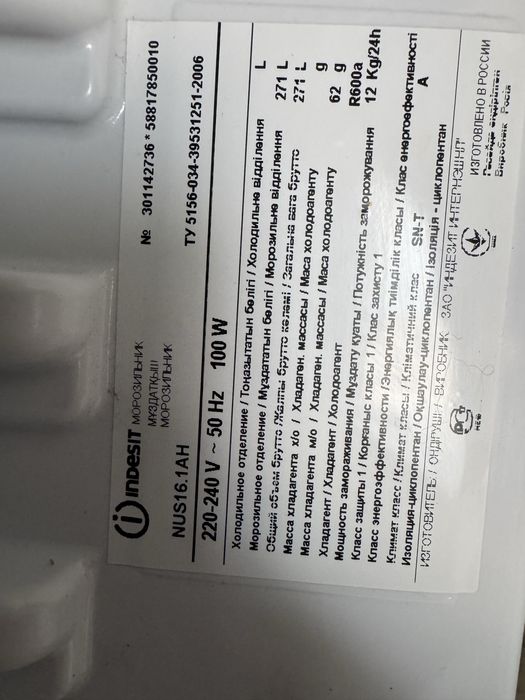 INDESIT МОРОЗИЛЬНИК
МҰЗДАТҚЫШ
МОРОЗИЛЬНИК
№ 301142736 * 58817850010
NUS16.1AH
ТУ 5156-034-39531251-2006
220-240 V ~ 50 Hz 100 W
Холодильное отделение / Тоңазытатын бөлігі / Холодильне відділення L
Морозильное отделение / Мұздататын бөлігі / Морозильне відділення 271 L
Общий объем брутто /Жалпы брутто көлемі / Загальна вага брутто 271 L
Масса хладагента х/о / Хладаген. массасы / Маса холодоагенту g
Масса хладагента м/о / Хладаген. массасы / Маса холодоагенту 62 g
Хладагент / Хладагент / Холодоагент R600a
Мощность замораживания / Мұздату қуаты / Потужність заморожування 12 Kg/24h
Класс защиты 1 / Қорғаныс класы 1 / Клас захисту 1
Класс энергоэффективности /Энергиялық тиімділік класы / Клас енергоефективності A
Климат класс / Климат класы / Кліматичний клас SN-T
Изоляция-циклопентан / Оқшаулау-циклопентан / Ізоляція - циклопентан
ИЗГОТОВИТЕЛЬ / ӨНДІРУШІ / ВИГОТІВНИК ЗАО "ИНДЕЗИТ ИНТЕРНЭШНЛ"
ИЗГОТОВЛЕНО В РОССИИ
Ресейде өндірілген
Виробник Росія